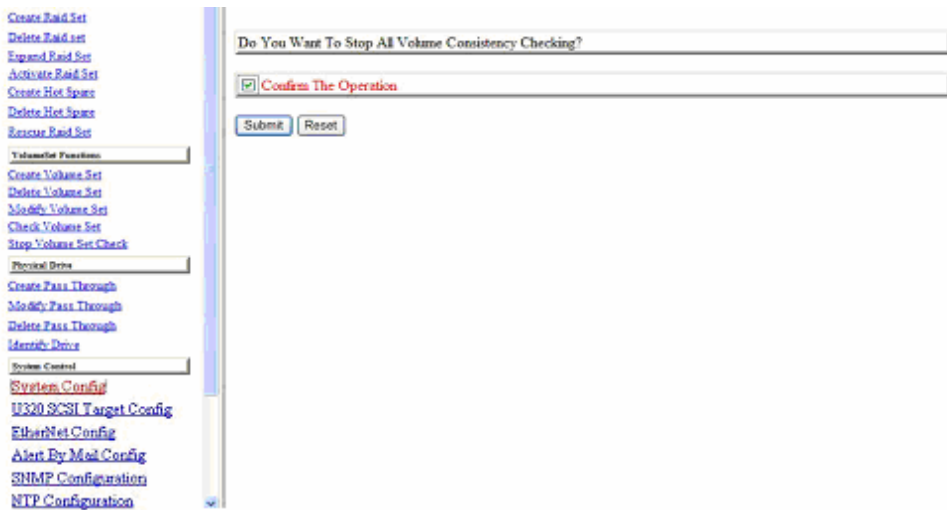 Create Raid Set
Delete Raid set
Expand Raid Set
Activate Raid Set
Create Hot Spare
Delete Hot Spare
Rescue Raid Set
VolumeSet Functions
Create Volume Set
Delete Volume Set
Modify Volume Set
Check Volume Set
Stop Volume Set Check
Physical Drive
Create Pass Through
Modify Pass Through
Delete Pass Through
Identify Drive
System Control
System Config
U320 SCSI Target Config
EtherNet Config
Alert By Mail Config
SNMP Configuration
NTP Configuration
Do You Want To Stop All Volume Consistency Checking?
Confirm The Operation
Submit Reset